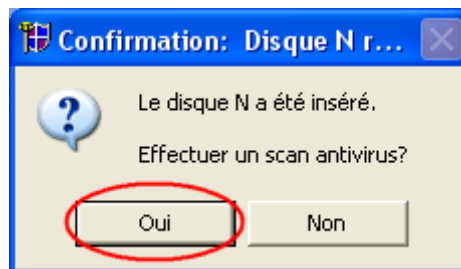 Confirmation: Disque N r...
Le disque N a été inséré.
Effectuer un scan antivirus?
Oui Non